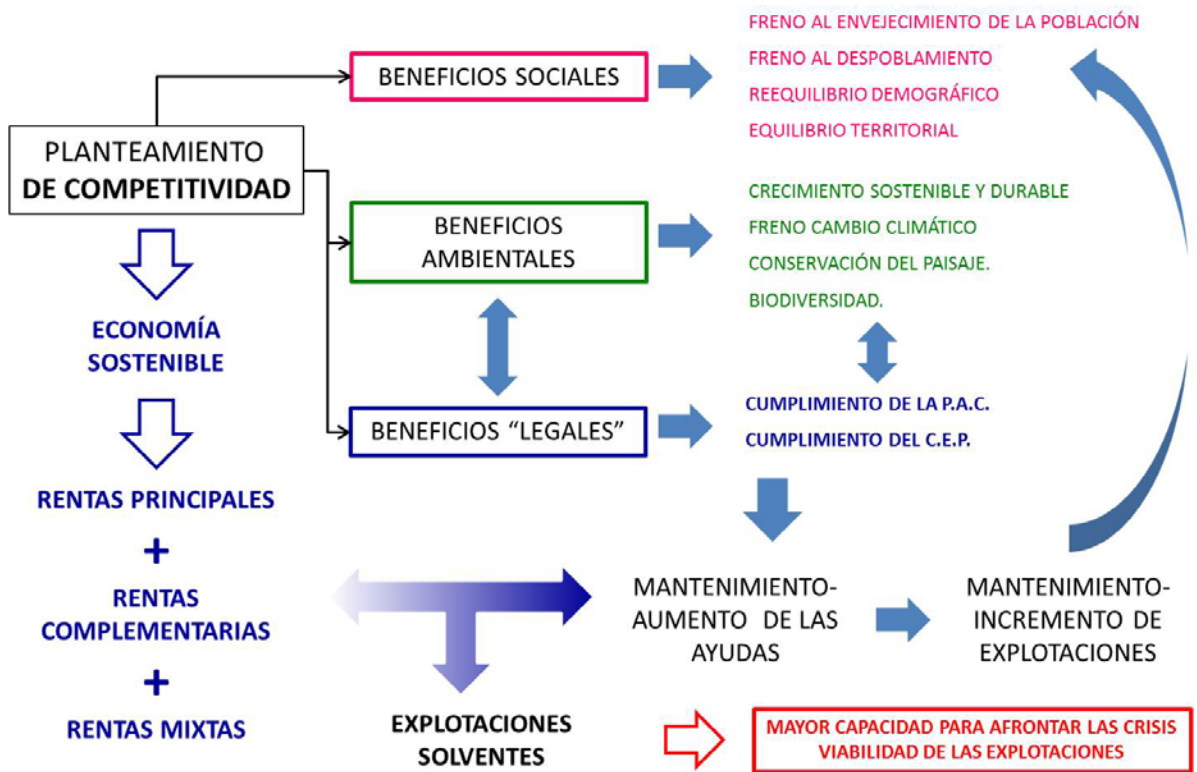 FRENO AL ENVEJECIMIENTO DE LA POBLACIÓN
FRENO AL DESPOBLAMIENTO
REEQUILIBRIO DEMOGRÁFICO
EQUILIBRIO TERRITORIAL
BENEFICIOS SOCIALES
PLANTEAMIENTO
DE COMPETITIVIDAD
BENEFICIOS
AMBIENTALES
CRECIMIENTO SOSTENIBLE Y DURABLE
FRENO CAMBIO CLIMÁTICO
CONSERVACIÓN DEL PAISAJE.
BIODIVERSIDAD.
ECONOMÍA
SOSTENIBLE
BENEFICIOS “LEGALES”
CUMPLIMIENTO DE LA P.A.C.
CUMPLIMIENTO DEL C.E.P.
RENTAS PRINCIPALES
+
RENTAS
COMPLEMENTARIAS
+
RENTAS MIXTAS
MANTENIMIENTO-
AUMENTO DE LAS
AYUDAS
MANTENIMIENTO-
INCREMENTO DE
EXPLOTACIONES
EXPLOTACIONES
SOLVENTES
MAYOR CAPACIDAD PARA AFRONTAR LAS CRISIS
VIABILIDAD DE LAS EXPLOTACIONES